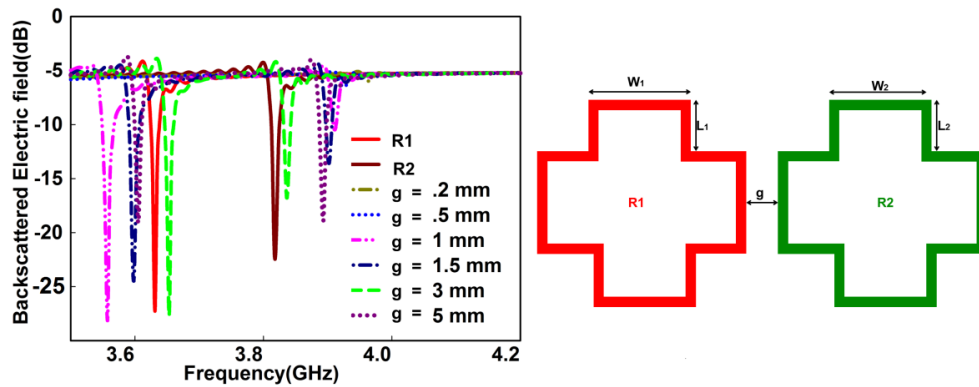 Backscattered Electric field(dB)
0
-5
-10
-15
-20
-25
3.6
3.8
4.0
4.2
Frequency(GHz)
R1
R2
g = .2 mm
g = .5 mm
g = 1 mm
g = 1.5 mm
g = 3 mm
g = 5 mm
W1
L1
R1
g
W2
L2
R2